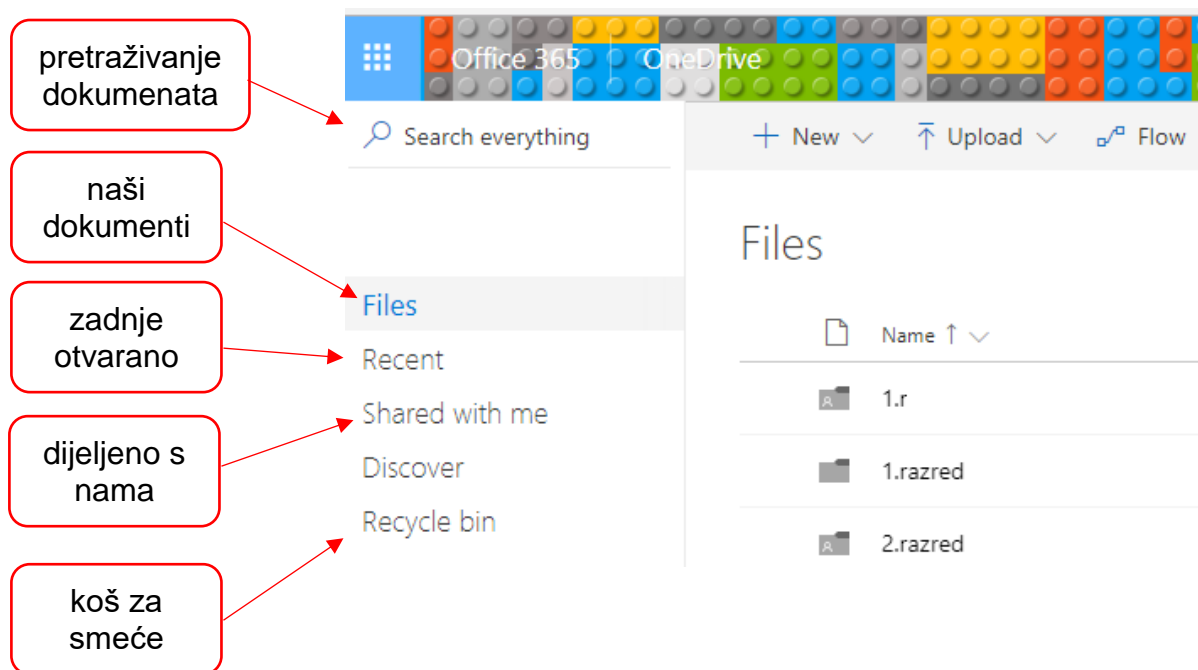 pretraživanje
dokumenata
naši
dokumenti
zadnje
otvarano
dijeljeno s
nama
koš za
smeće
Office 365 OneDrive
Search everything
New Upload Flow
Files
Files
Recent
Shared with me
Discover
Recycle bin
Name
1.r
1.razred
2.razred